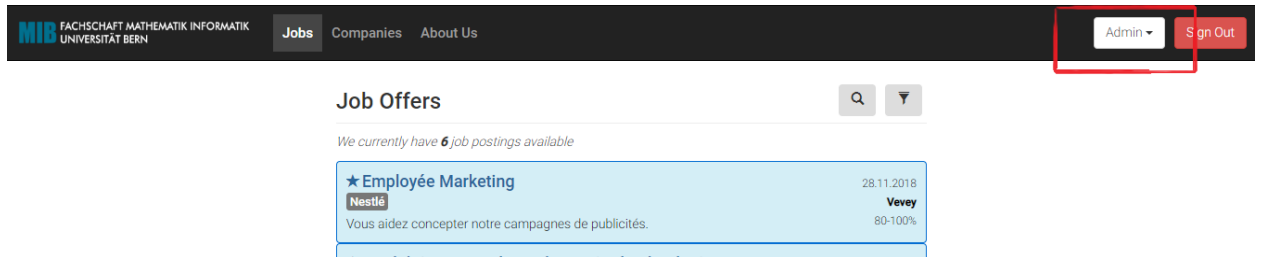 MIB FACHSCHAFT MATHEMATIK INFORMATIK
UNIVERSITÄT BERN
Jobs Companies About Us Admin Sign Out
Job Offers
We currently have 6 job postings available
★ Employée Marketing 28.11.2018
Nestlé Vevey
Vous aidez concepter notre campagnes de publicités. 80-100%